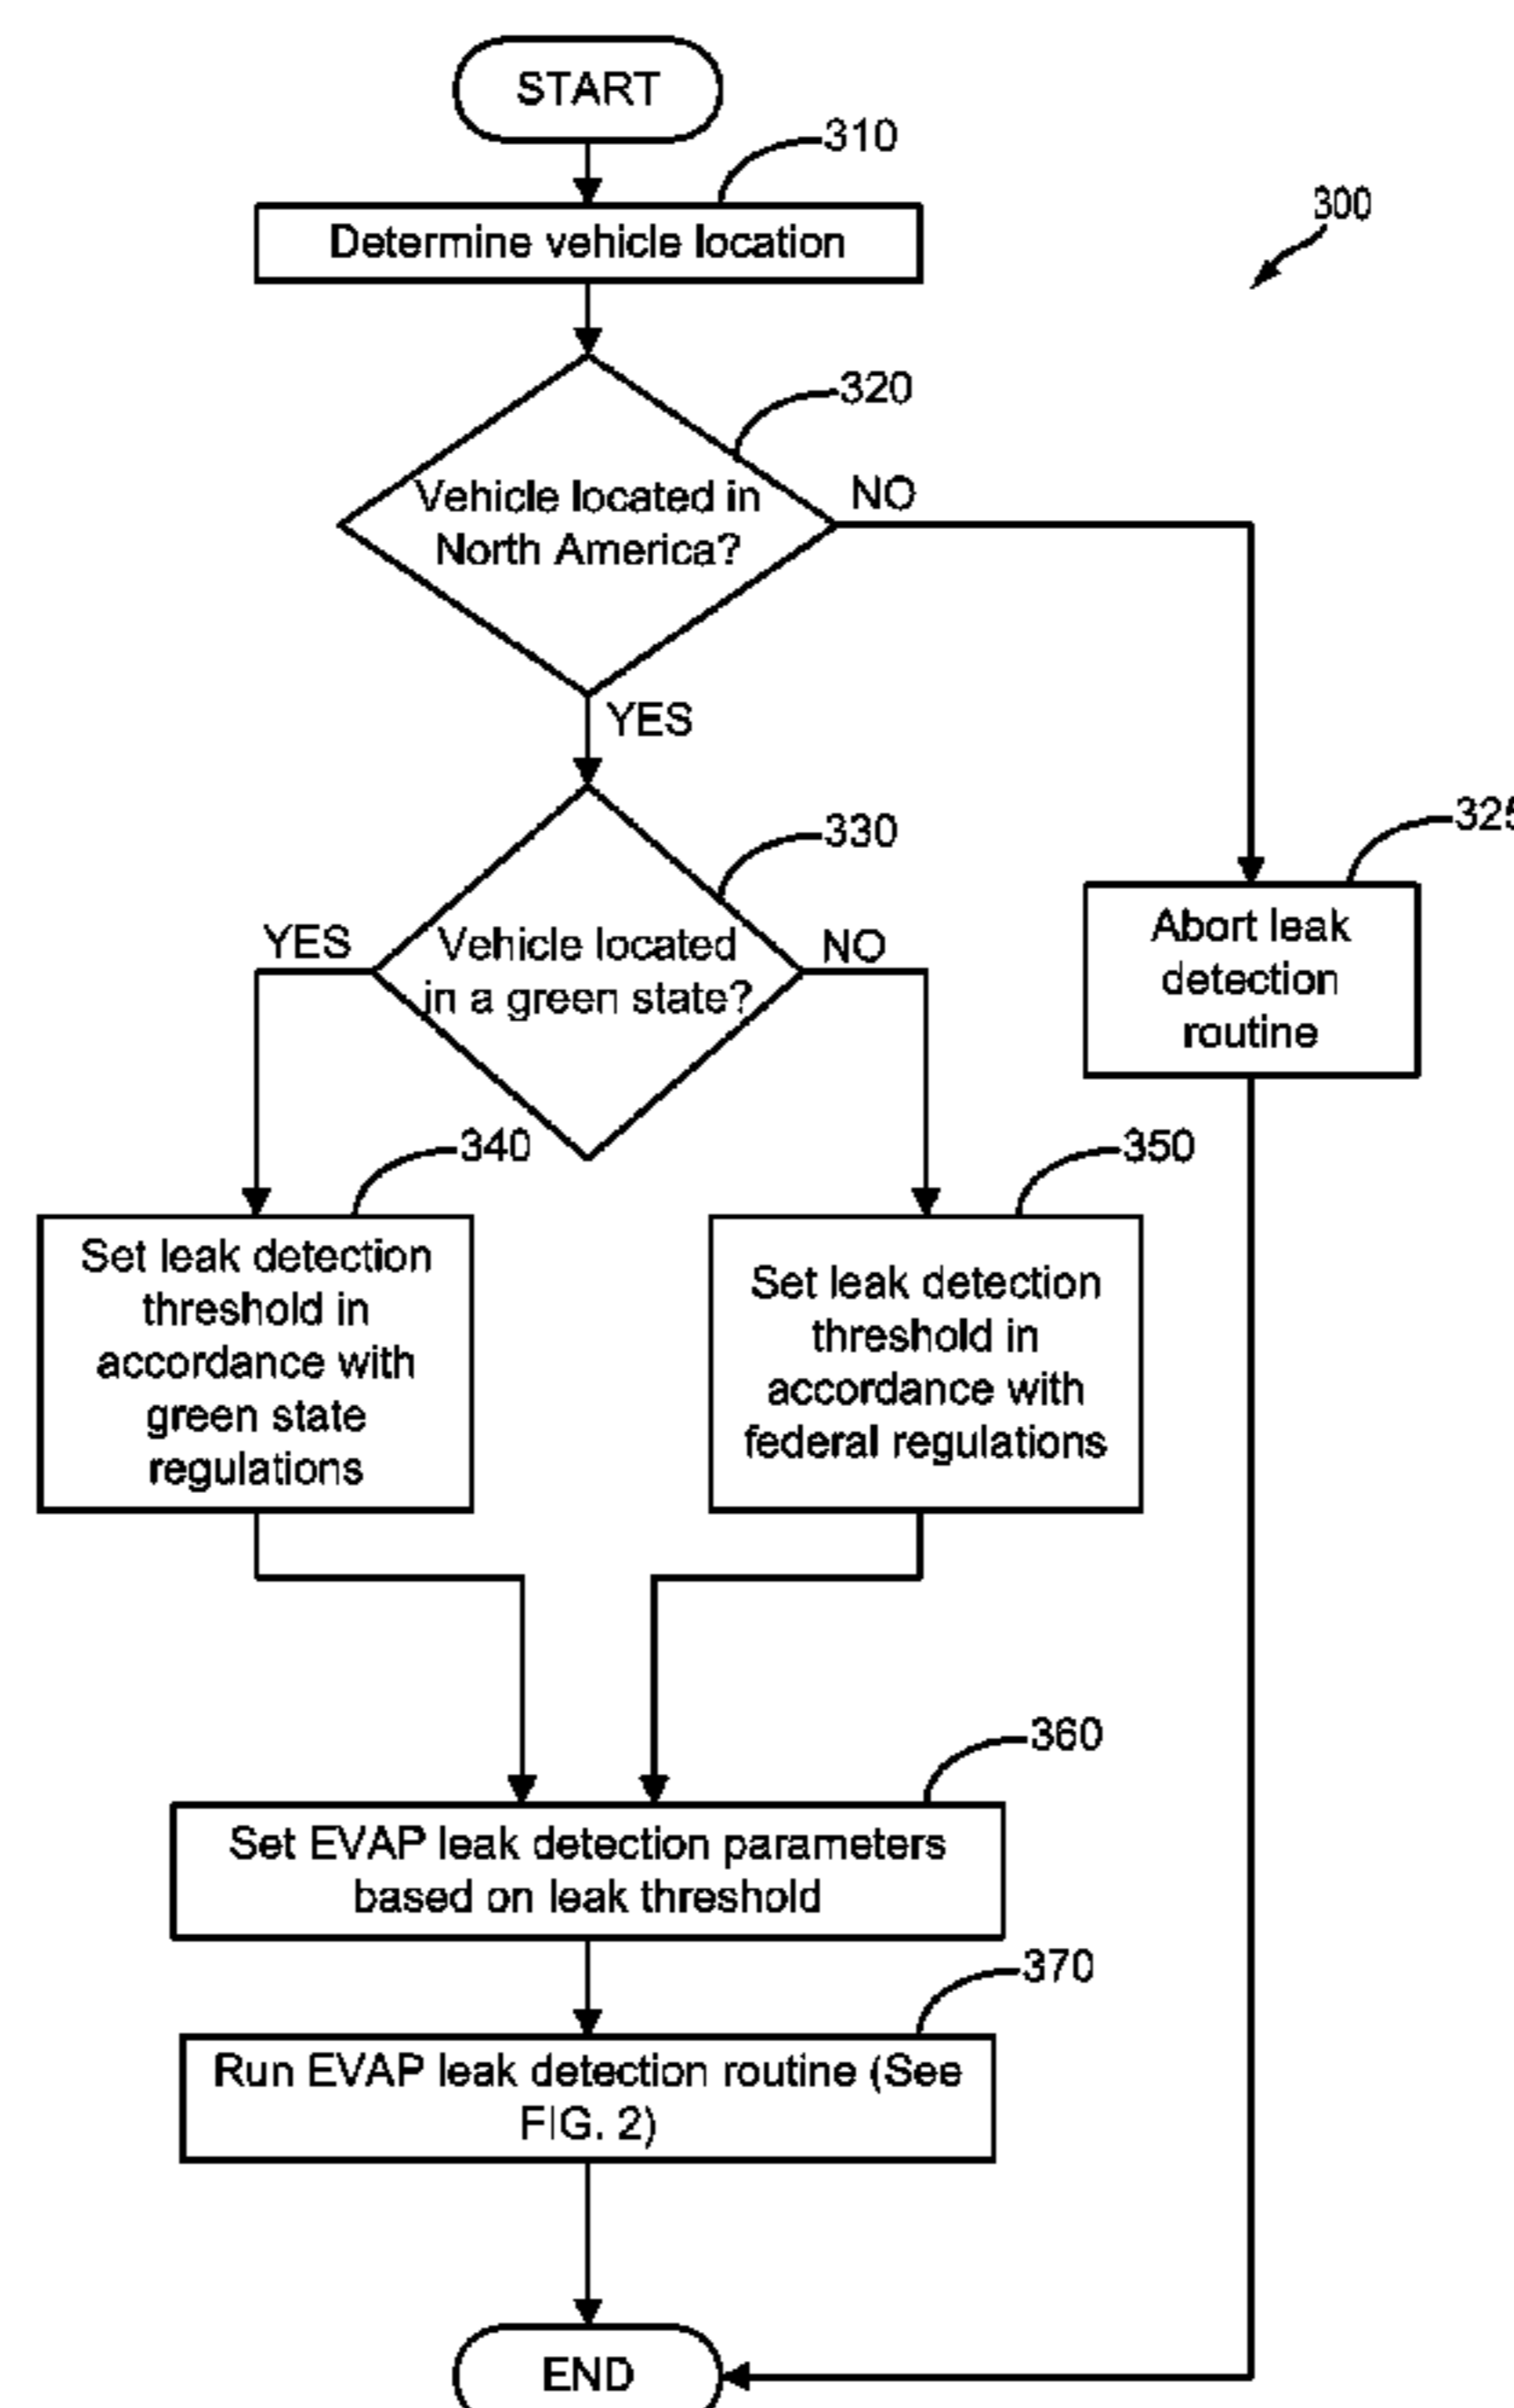 START
310
Determine vehicle location
300
320
Vehicle located in
North America?
NO
YES
330
325
Vehicle located
in a green state?
YES
NO
Abort leak
detection
routine
340
350
Set leak detection
threshold in
accordance with
green state
regulations
Set leak detection
threshold in
accordance with
federal regulations
360
Set EVAP leak detection parameters
based on leak threshold
370
Run EVAP leak detection routine (See
FIG. 2)
END